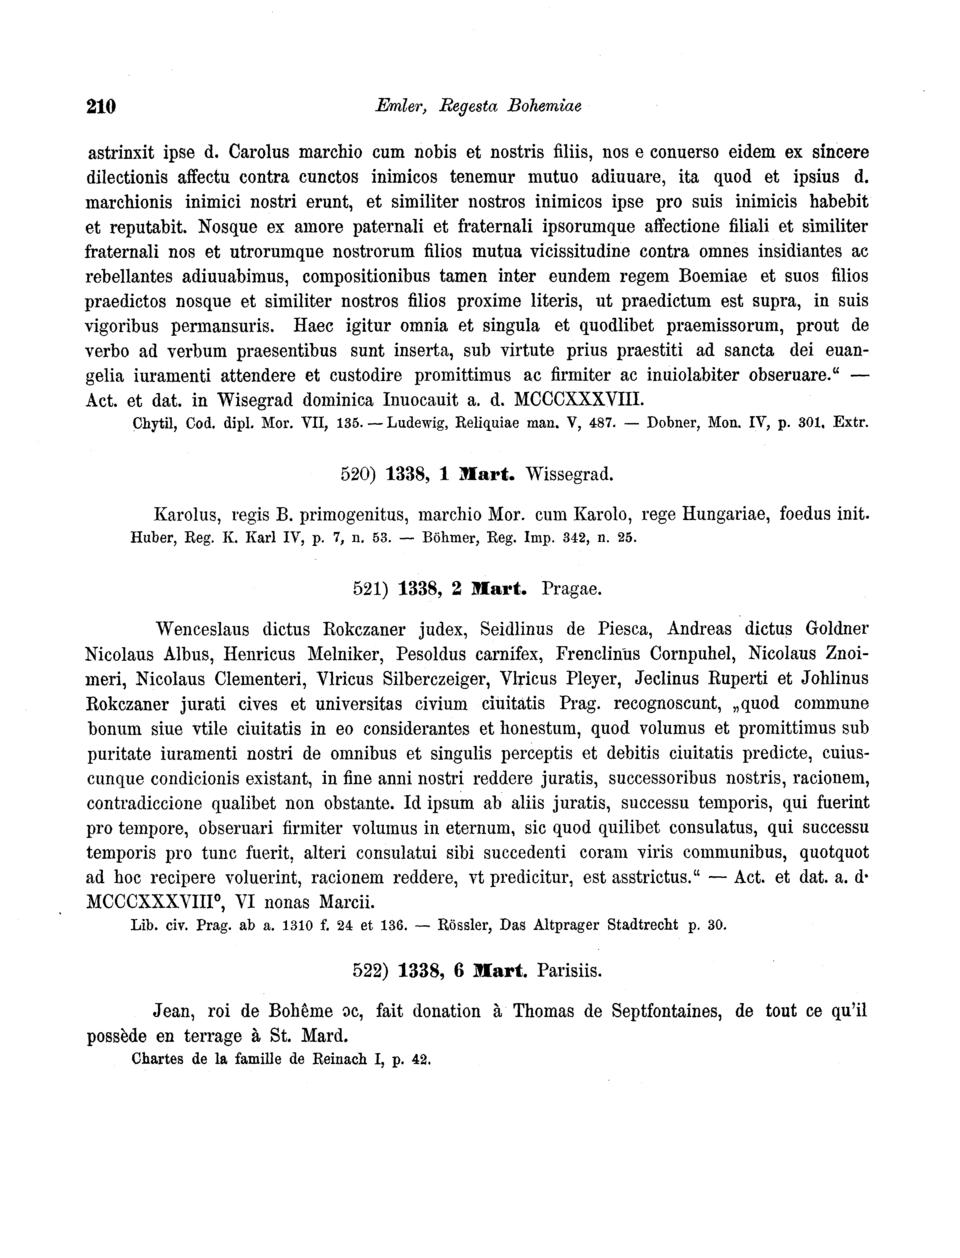 210 Emler, Regesta Bohemiae
astrinxit ipse d. Carolus marchio cum nobis et nostris filiis, nos e conuerso eidem ex sincere
dilectionis affectu contra cunctos inimicos tenemur mutuo adiuuare, ita quod et ipsius d.
marchionis inimici nostri erunt, et similiter nostros inimicos ipse pro suis inimicis habebit
et reputabit. Nosque ex amore paternali et fraternali ipsorumque affectione filiali et similiter
fraternali nos et utrorumque nostrorum filios mutua vicissitudine contra omnes insidiantes ac
rebellantes adiuuabimus, compositionibus tamen inter eundem regem Boemiae et suos filios
praedictos nosque et similiter nostros filios proxime literis, ut praedictum est supra, in suis
vigoribus permansuris. Haec igitur omnia et singula et quodlibet praemissorum, prout de
verbo ad verbum praesentibus sunt inserta, sub virtute prius praestiti ad sancta dei euan-
gelia iuramenti attendere et custodire promittimus ac firmiter ac inuiolabiter obseruare.“ —
Act. et dat. in Wisegrad dominica Inuocauit a. d. MCCCXXXVIII.
Chytil, Cod. dipl. Mor. VII, 135. — Ludewig, Reliquiae man. V, 487. — Dobner, Mon. IV, p. 301. Extr.
520) 1338, 1 Mart. Wissegrad.
Karolus, regis B. primogenitus, marchio Mor. cum Karolo, rege Hungariae, foedus init.
Huber, Reg. K. Karl IV, p. 7, n. 53. — Böhmer, Reg. Imp. 342, n. 25.
521) 1338, 2 Mart. Pragae.
Wenceslaus dictus Rokczaner judex, Seidlinus de Piesca, Andreas dictus Goldner
Nicolaus Albus, Henricus Melniker, Pesoldus carnifex, Frenclinus Cornpuhel, Nicolaus Znoi-
meri, Nicolaus Clementeri, Vlricus Silberczeiger, Vlricus Pleyer, Jeclinus Ruperti et Johlinus
Rokczaner jurati cives et universitas civium ciuitatis Prag. recognoscunt, „quod commune
bonum siue vtile ciuitatis in eo considerantes et honestum, quod volumus et promittimus sub
puritate iuramenti nostri de omnibus et singulis perceptis et debitis ciuitatis predicte, cuius-
cunque condicionis existant, in fine anni nostri reddere juratis, successoribus nostris, racionem,
contradiccione qualibet non obstante. Id ipsum ab aliis juratis, successu temporis, qui fuerint
pro tempore, obseruari firmiter volumus in eternum, sic quod quilibet consulatus, qui successu
temporis pro tunc fuerit, alteri consulatui sibi succedenti coram viris communibus, quotquot
ad hoc recipere voluerint, racionem reddere, vt predicitur, est asstrictus.“ — Act. et dat. a. d·
MCCCXXXVIII⁰, VI nonas Marcii.
Lib. civ. Prag. ab a. 1310 f. 24 et 136. — Rössler, Das Altprager Stadtrecht p. 30.
522) 1338, 6 Mart. Parisiis.
Jean, roi de Bohême ɔc, fait donation à Thomas de Septfontaines, de tout ce qu'il
possède en terrage à St. Mard.
Chartes de la famille de Reinach I, p. 42.